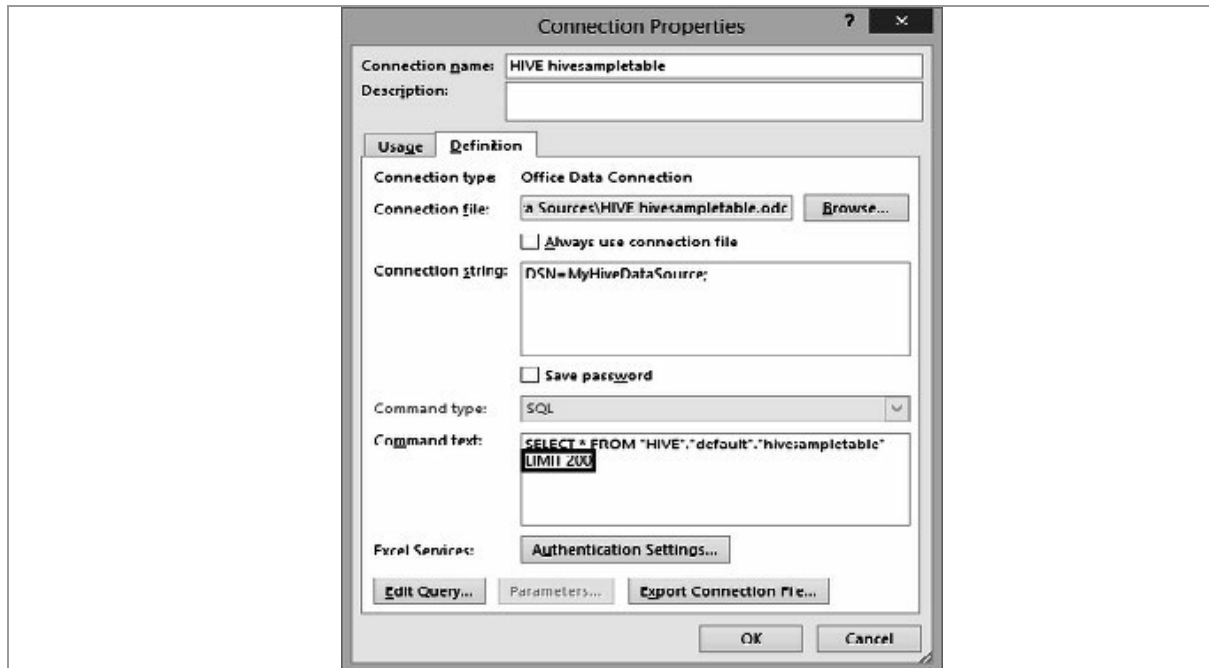 Connection Properties
? ×
Connection name: HIVE hivesampletable
Description:
Usage Definition
Connection type Office Data Connection
Connection file: a Sources\HIVE hivesampletable.odc Browse...
Always use connection file
Connection string: DSN=MyHiveDataSource;
Save password
Command type: SQL
Command text: SELECT * FROM "HIVE"."default"."hivesampletable"
LIMIT 200
Excel Services: Authentication Settings...
Edit Query... Parameters... Export Connection File...
OK Cancel